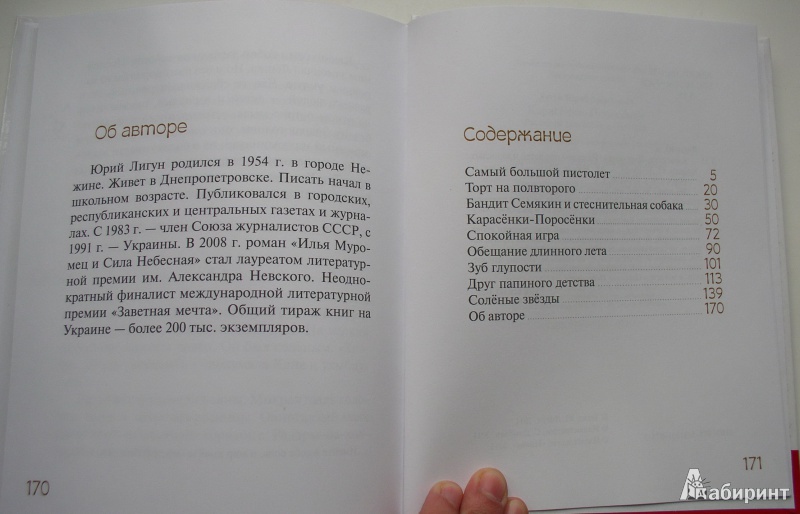 Об авторе
Юрий Лигун родился в 1954 г. в городе Не-
жине. Живет в Днепропетровске. Писать начал в
школьном возрасте. Публиковался в городских,
республиканских и центральных газетах и журна-
лах. С 1983 г. — член Союза журналистов СССР, с
1991 г. — Украины. В 2008 г. роман «Илья Муро-
мец и Сила Небесная» стал лауреатом литератур-
ной премии им. Александра Невского. Неодно-
кратный финалист международной литературной
премии «Заветная мечта». Общий тираж книг на
Украине — более 200 тыс. экземпляров.
170
Содержание
Самый большой пистолет 5
Торт на полвторого 20
Бандит Семякин и стеснительная собака 30
Карасёнки-Поросёнки 50
Спокойная игра 72
Обещание длинного лета 90
Зуб глупости 101
Друг папиного детства 113
Солёные звёзды 139
Об авторе 170
171
Лабиринт